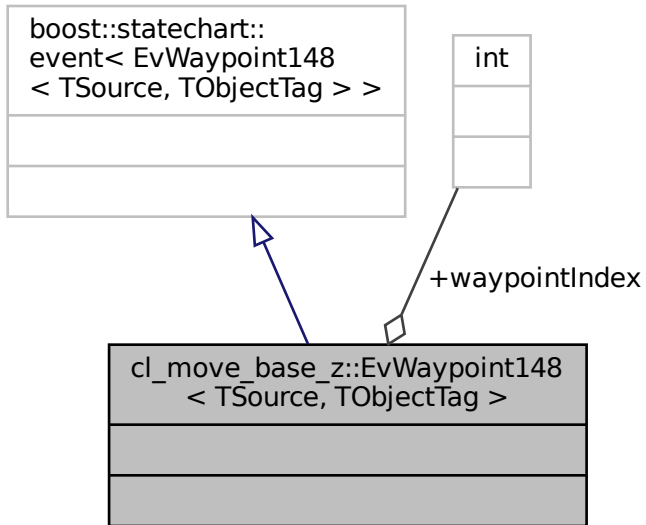 boost::statechart::
event< EvWaypoint148
< TSource, TObjectTag > >
int
+waypointIndex
cl_move_base_z::EvWaypoint148
< TSource, TObjectTag >